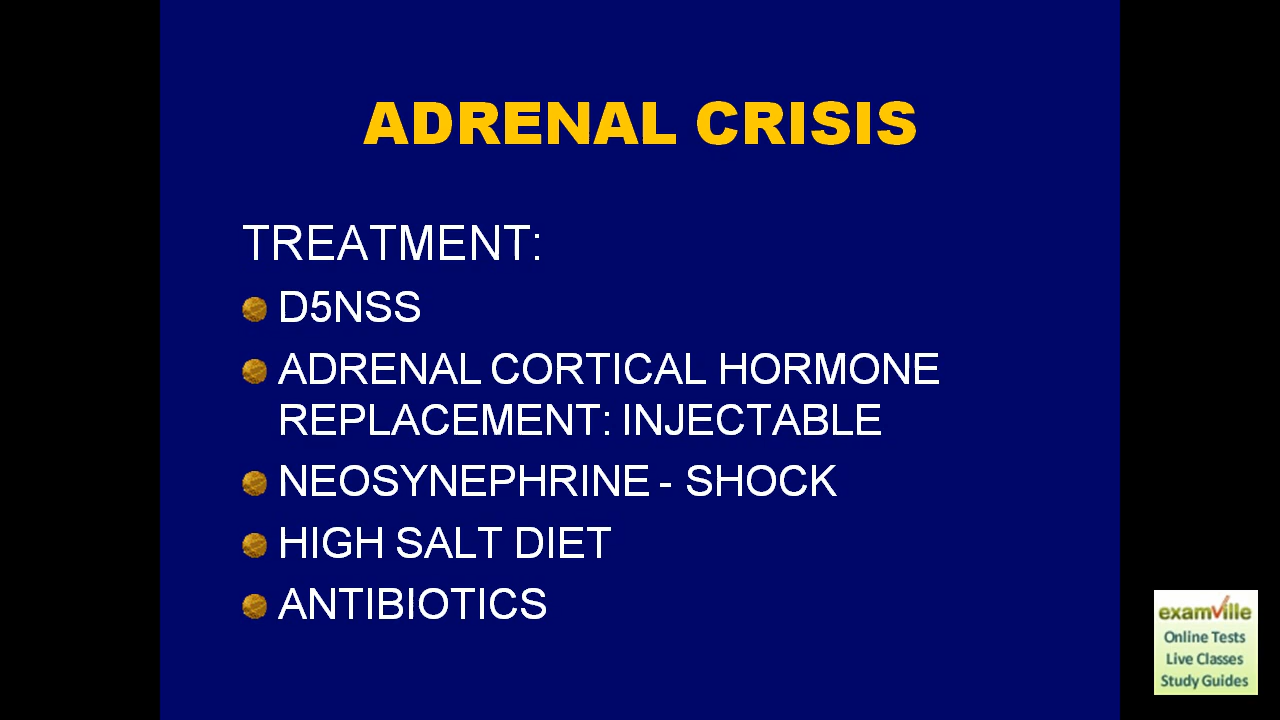 ADRENAL CRISIS
TREATMENT:
D5NSS
ADRENAL CORTICAL HORMONE
REPLACEMENT: INJECTABLE
NEOSYNEPHRINE - SHOCK
HIGH SALT DIET
ANTIBIOTICS
examville
Online Tests
Live Classes
Study Guides